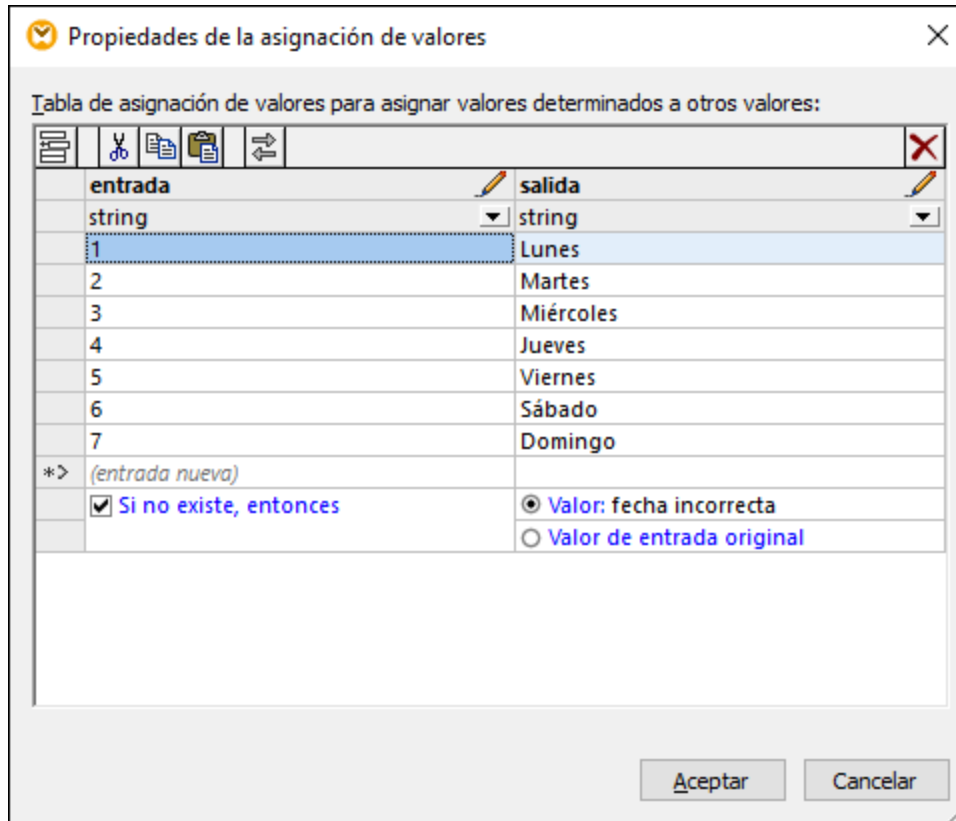 Propiedades de la asignación de valores
Tabla de asignación de valores para asignar valores determinados a otros valores:
entrada salida
string string
1 Lunes
2 Martes
3 Miércoles
4 Jueves
5 Viernes
6 Sábado
7 Domingo
(entrada nueva)
Si no existe, entonces Valor: fecha incorrecta
Valor de entrada original
Aceptar Cancelar